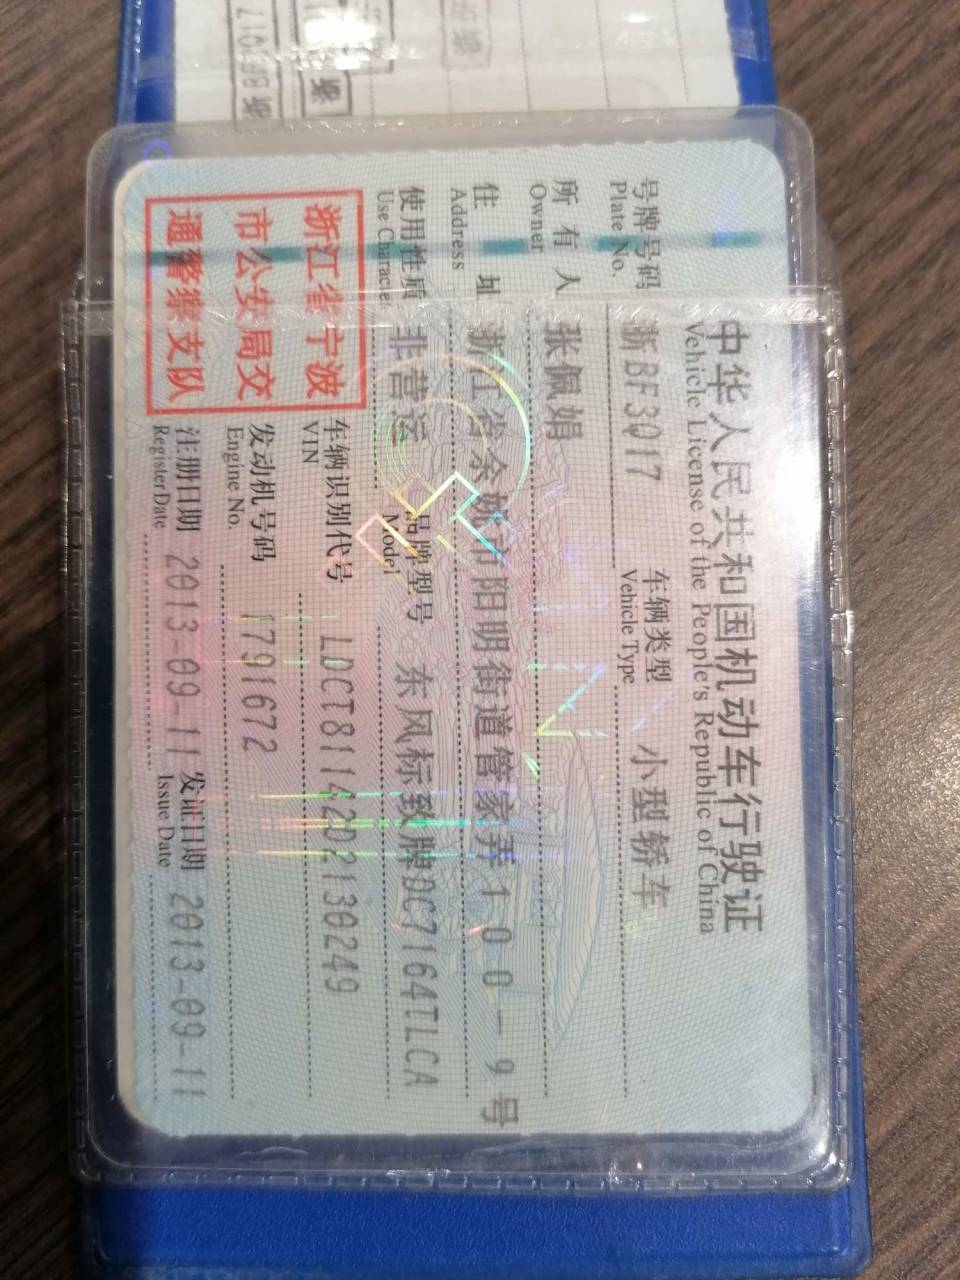 中华人民共和国机动车行驶证
Vehicle License of the People's Republic of China
号牌号码 浙BF3Q17 车辆类型 小型轿车
Plate No. Vehicle Type
所有人 张佩娟
Owner
住址 浙江省余姚市阳明街道管家弄100-9号
Address
使用性质 非营运 品牌型号 东风标致牌DC7164TLCA
Use Character Model
浙江省宁波
市公安局交
通警察支队
车辆识别代号 LDCT81142D2130249
VIN
发动机号码 1791672
Engine No.
注册日期 2013-09-11 发证日期 2013-09-11
Register Date Issue Date